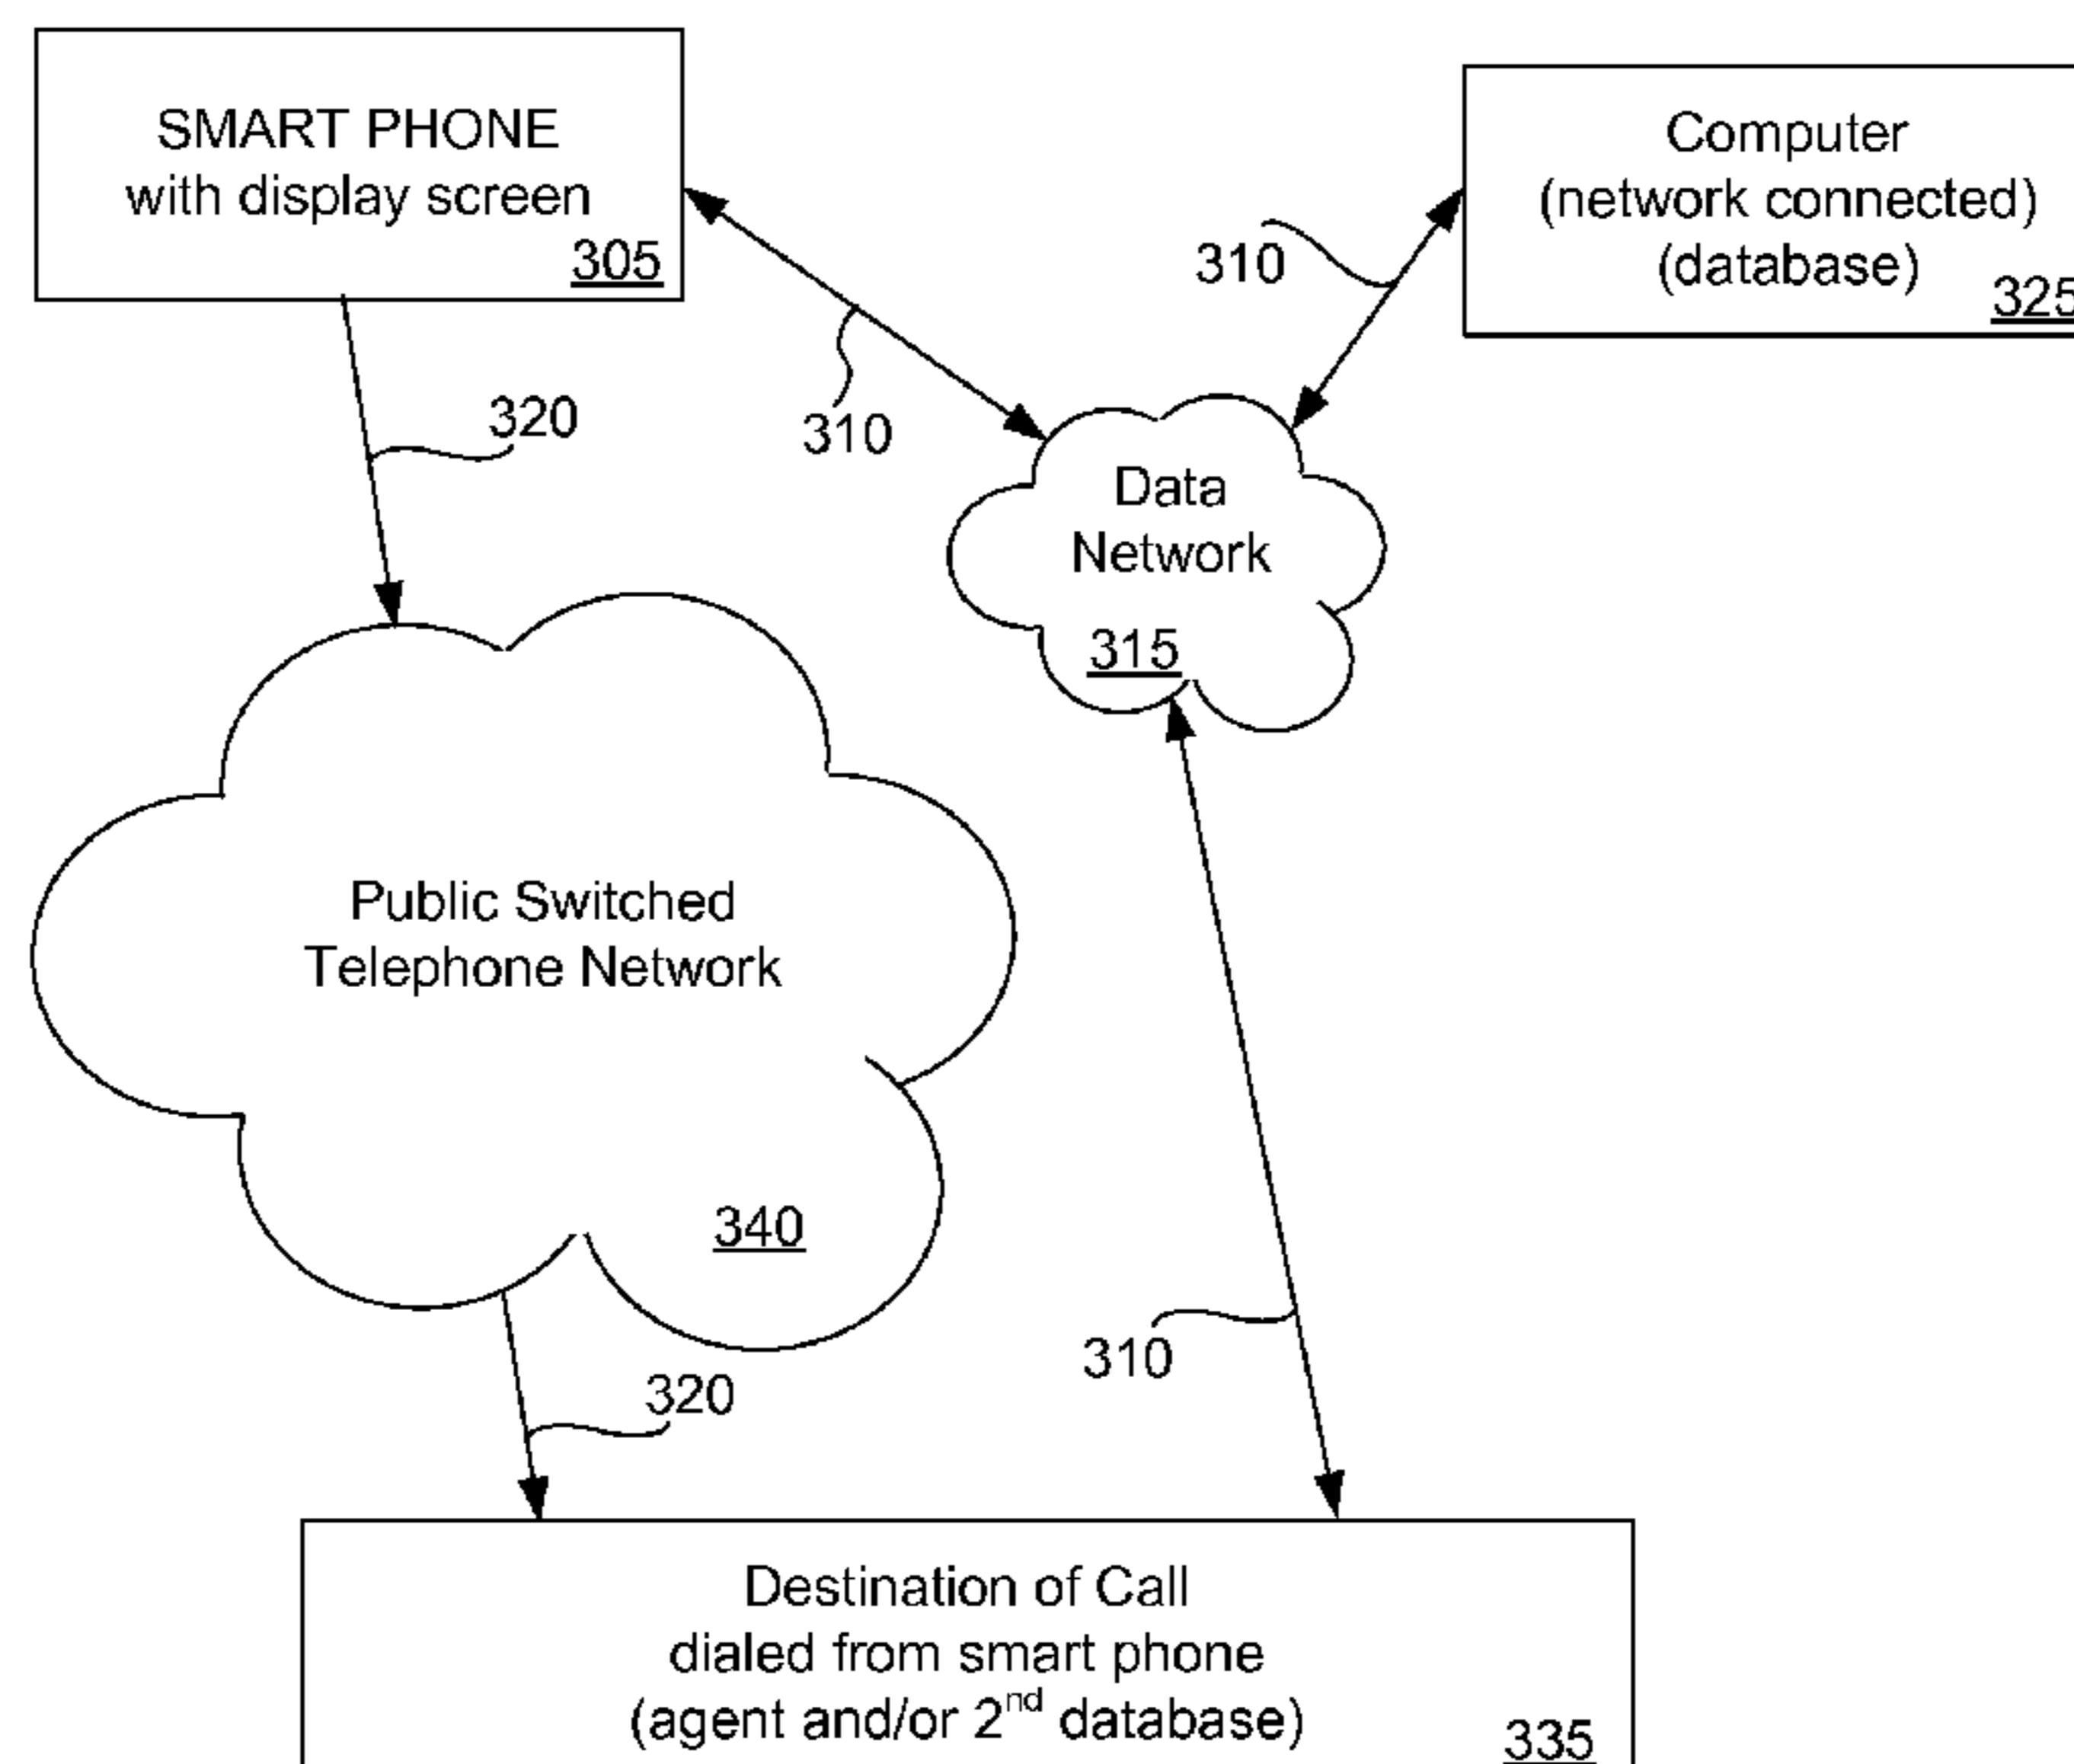 SMART PHONE
with display screen
305
Computer
(network connected)
(database)
325
310
310
320
Data
Network
315
Public Switched
Telephone Network
340
310
320
Destination of Call
dialed from smart phone
(agent and/or 2nd database)
335